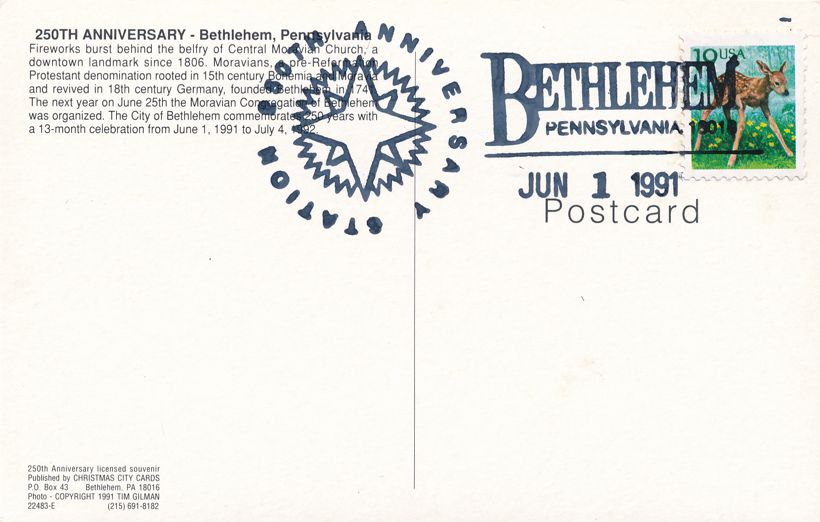 250TH ANNIVERSARY - Bethlehem, Pennsylvania
Fireworks burst behind the belfry of Central Moravian Church, a
downtown landmark since 1806. Moravians, a pre-Reformation
Protestant denomination rooted in 15th century Bohemia and Moravia
and revived in 18th century Germany, founded Bethlehem in 1741.
The next year on June 25th the Moravian Congregation of Bethlehem
was organized. The City of Bethlehem commemorates 250 years with
a 13-month celebration from June 1, 1991 to July 4, 1992.
250TH ANNIVERSARY STATION
BETHLEHEM
PENNSYLVANIA, 18016
JUN 1 1991
10 USA
Postcard
250th Anniversary licensed souvenir
Published by CHRISTMAS CITY CARDS
P.O. Box 43 Bethlehem, PA 18016
Photo - COPYRIGHT 1991 TIM GILMAN
22483-E (215) 691-8182